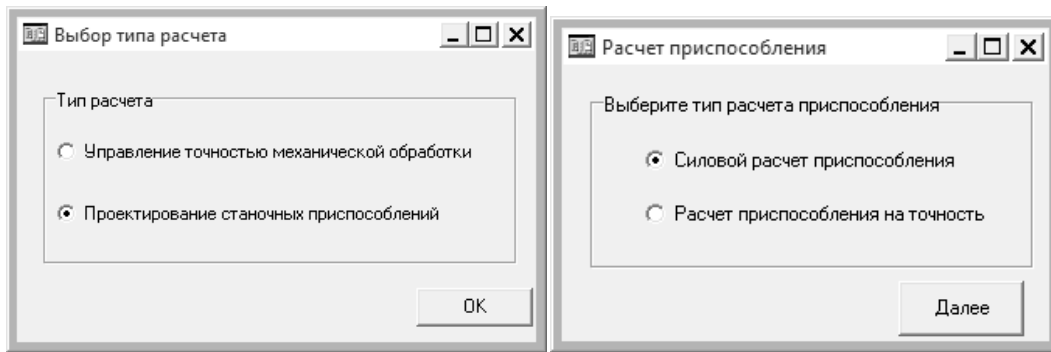 Выбор типа расчета
Тип расчета
Управление точностью механической обработки
Проектирование станочных приспособлений
OK
Расчет приспособления
Выберите тип расчета приспособления
Силовой расчет приспособления
Расчет приспособления на точность
Далее